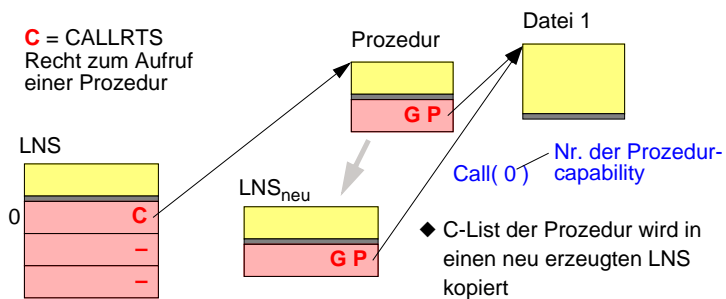 C = CALLRTS
Recht zum Aufruf
einer Prozedur
Prozedur
Datei 1
G P
LNS
0
C
–
–
LNSneu
G P
Call( 0 )
Nr. der Prozedur-
capability
◆ C-List der Prozedur wird in
einen neu erzeugten LNS
kopiert